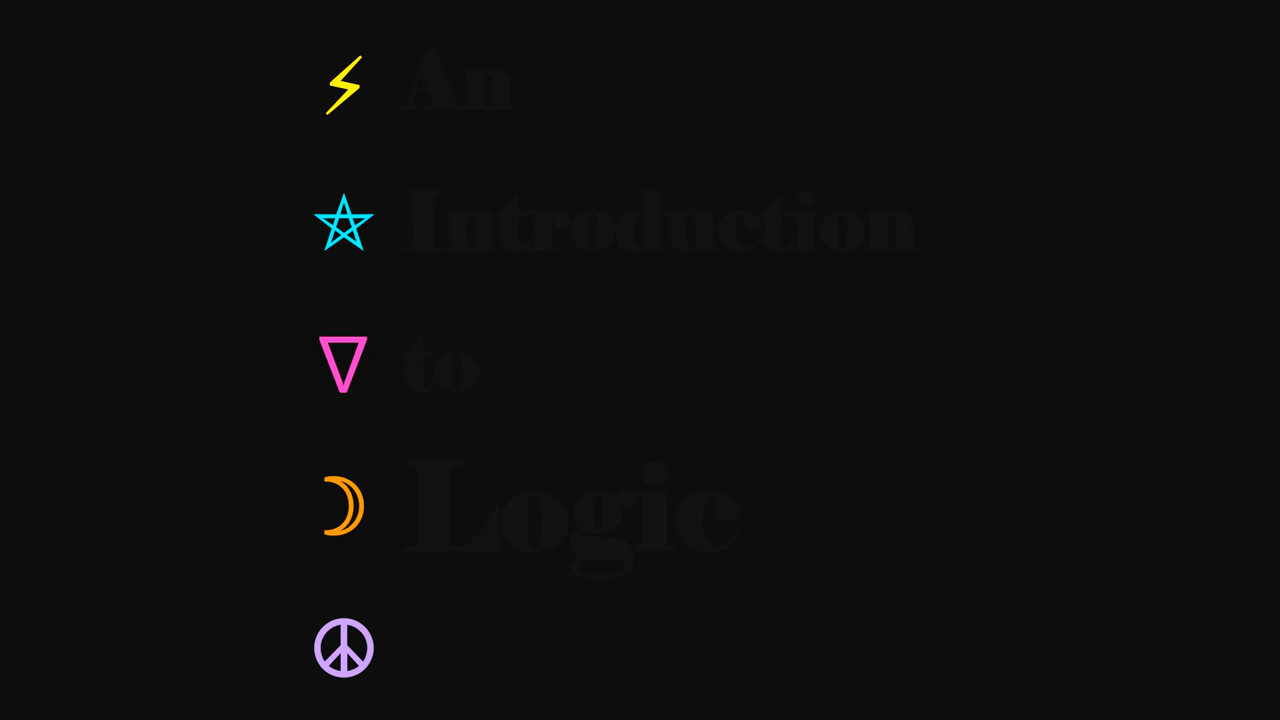 ⚡ An
⛤ Introduction
∇ to
☽ Logic
☮